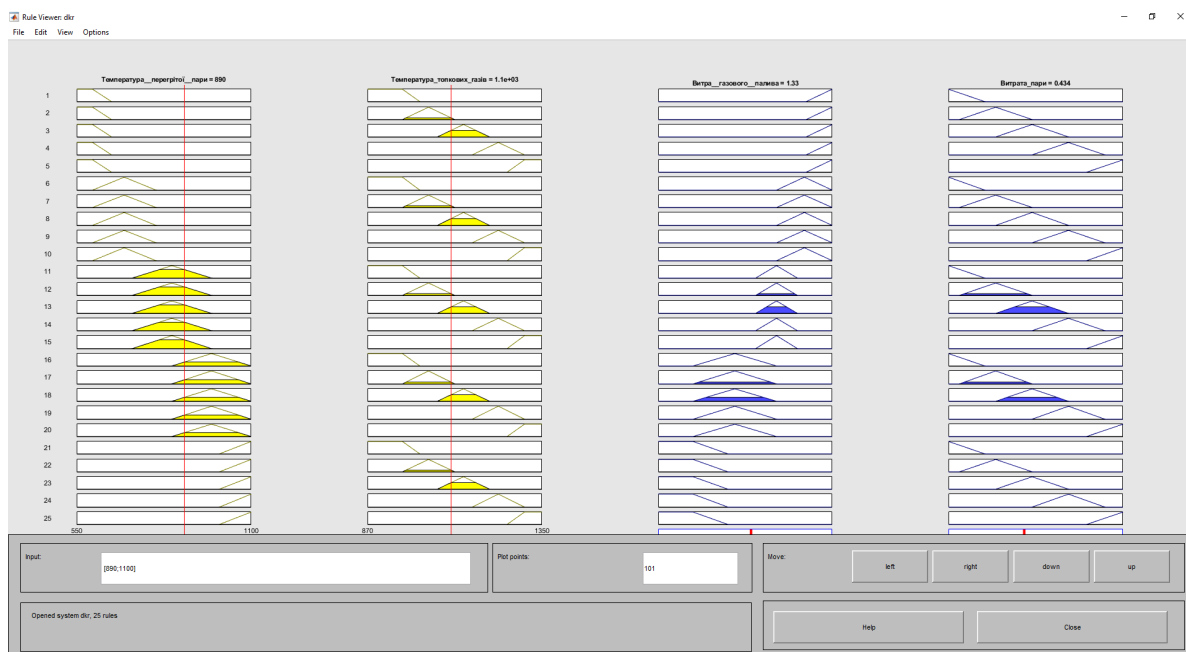 Rule Viewer: dkr
File Edit View Options
Температура__перегрітої__пари = 890
Температура_топкових_газів = 1.1e+03
Витра__газового__палива = 1.33
Витрата_пари = 0.434
1
2
3
4
5
6
7
8
9
10
11
12
13
14
15
16
17
18
19
20
21
22
23
24
25
550 1100 870 1350
Input:
[890;1100]
Plot points:
101
Move:
left right down up
Opened system dkr, 25 rules
Help Close